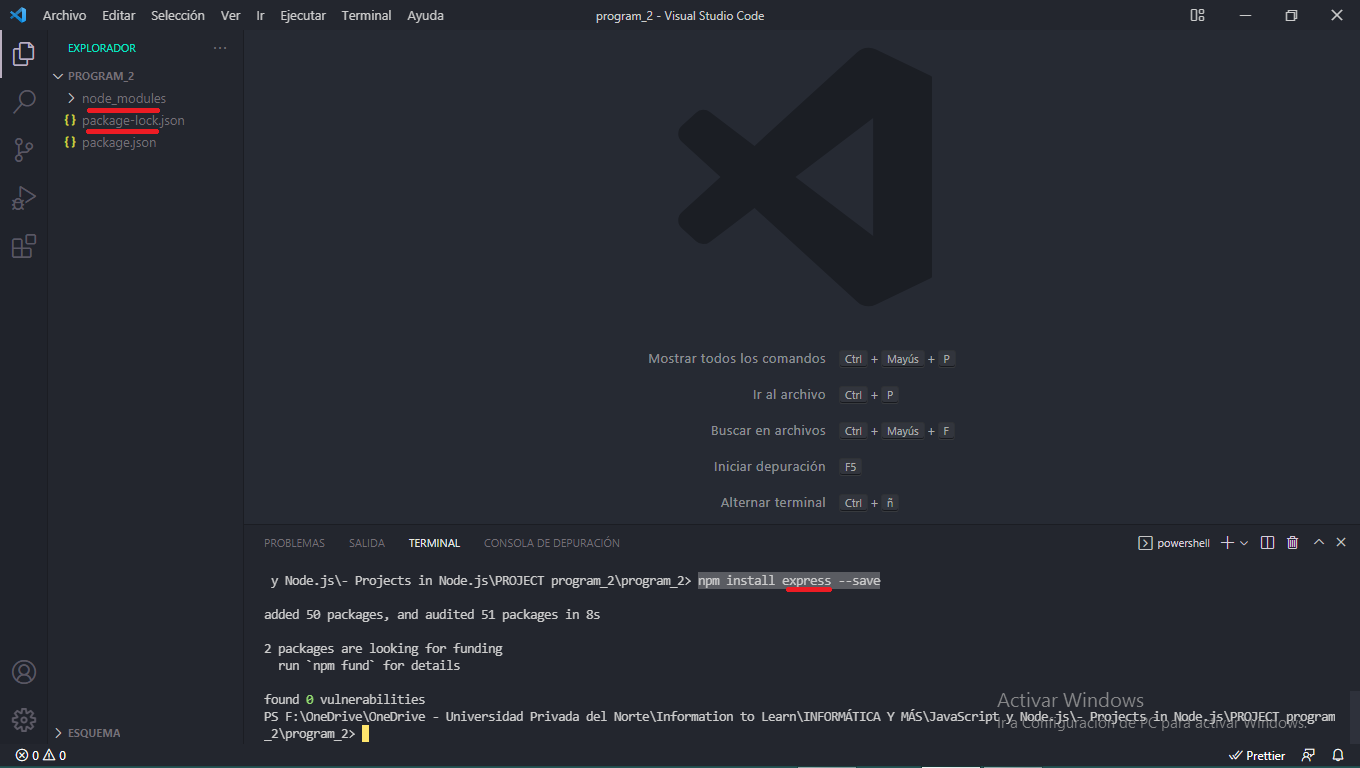 Archivo Editar Selección Ver Ir Ejecutar Terminal Ayuda program_2 - Visual Studio Code
EXPLORADOR ...
PROGRAM_2
node_modules
{} package-lock.json
{} package.json
Mostrar todos los comandos Ctrl + Mayús + P
Ir al archivo Ctrl + P
Buscar en archivos Ctrl + Mayús + F
Iniciar depuración F5
Alternar terminal Ctrl + ñ
PROBLEMAS SALIDA TERMINAL CONSOLA DE DEPURACIÓN powershell
y Node.js\- Projects in Node.js\PROJECT program_2\program_2> npm install express --save
added 50 packages, and audited 51 packages in 8s
2 packages are looking for funding
run `npm fund` for details
found 0 vulnerabilities
PS F:\OneDrive\OneDrive - Universidad Privada del Norte\Information to Learn\INFORMÁTICA Y MÁS\JavaScript y Node.js\- Projects in Node.js\PROJECT program
_2\program_2>
Activar Windows
Ir a Configuración de PC para activar Windows.
ESQUEMA
0 0 Prettier